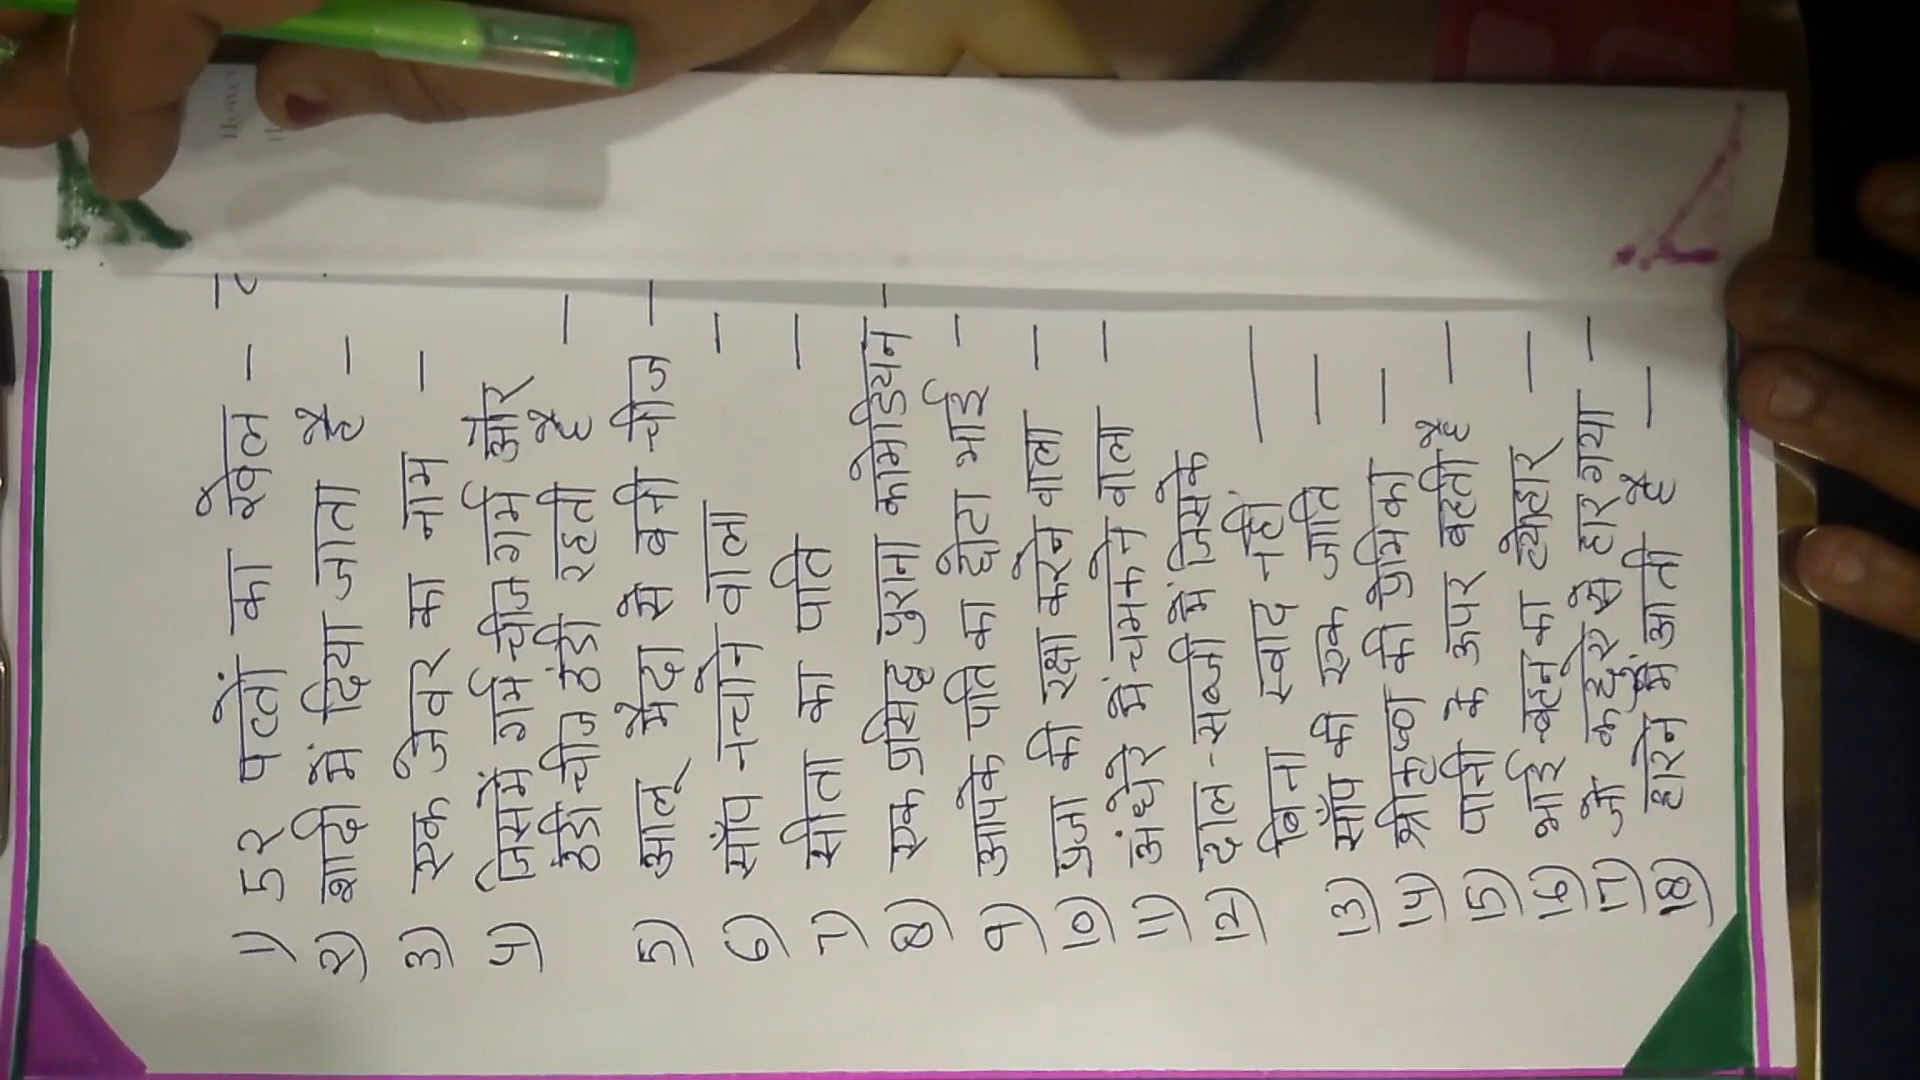 1) 52 पत्तों का खेल - त
2) शादी में दिया जाता है -
3) एक जेवर का नाम -
4) जिसमें गर्म चीज गर्म और
ठंडी चीज ठंडी रहती है -
5) आलू मैदा से बनी चीज -
6) साँप नचाने वाला -
7) सीता का पति -
8) एक प्रसिद्ध पुराना कोमेडियन -
9) आपके पति का छोटा भाई -
10) प्रजा की रक्षा करने वाला -
11) अंधेरे में चमकने वाला -
12) दाल-सब्जी में जिसके
बिना स्वाद नहीं -
13) साँप की एक जाति -
14) श्रीकृष्ण की प्रेमिका -
15) पानी के ऊपर बहती है -
16) भाई-बहन का त्योहार -
17) जो कछुए से हार गया -
18) हारने में आती है -